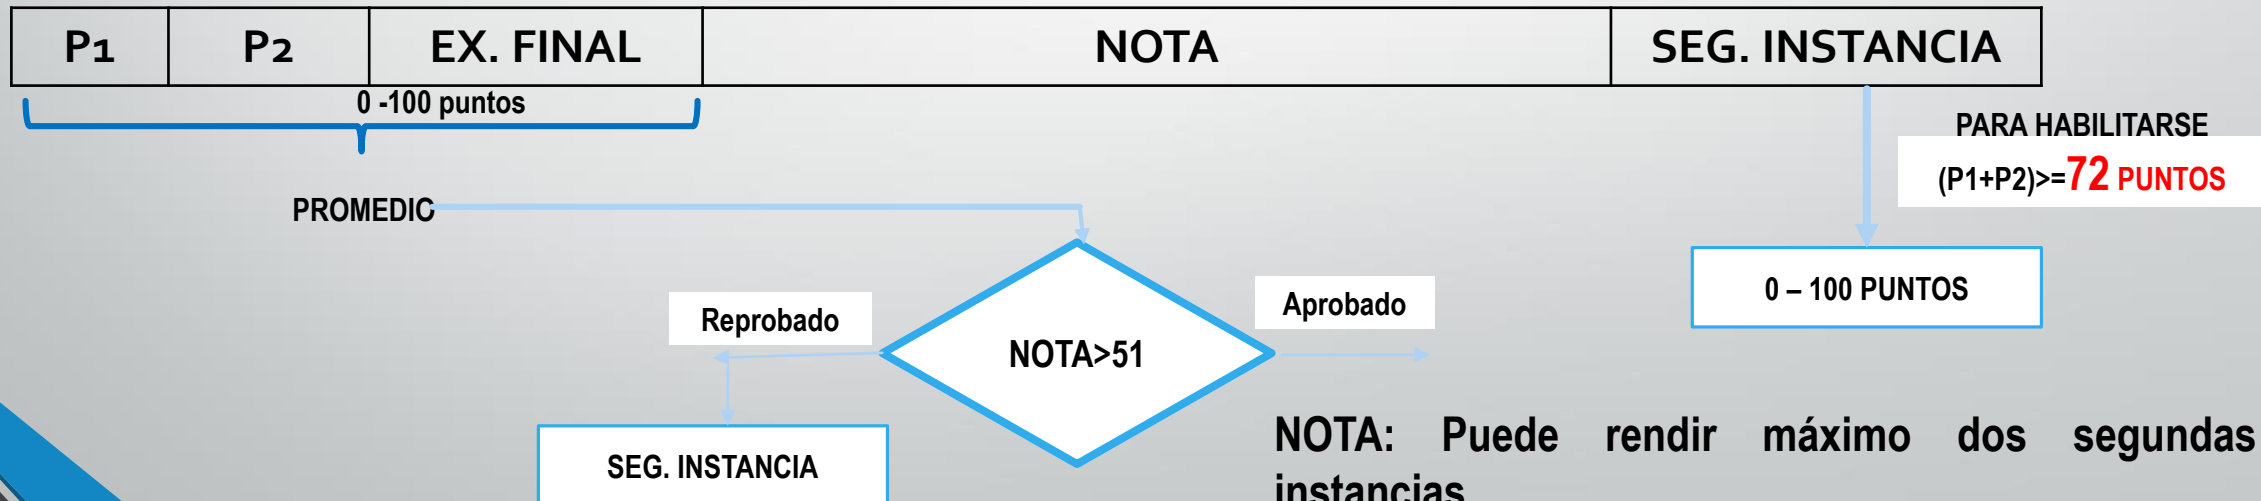 P1 P2 EX. FINAL NOTA SEG. INSTANCIA
0 -100 puntos
PARA HABILITARSE
(P1+P2)>=72 PUNTOS
PROMEDIO
0 – 100 PUNTOS
Reprobado
Aprobado
NOTA>51
SEG. INSTANCIA
NOTA: Puede rendir máximo dos segundas
instancias